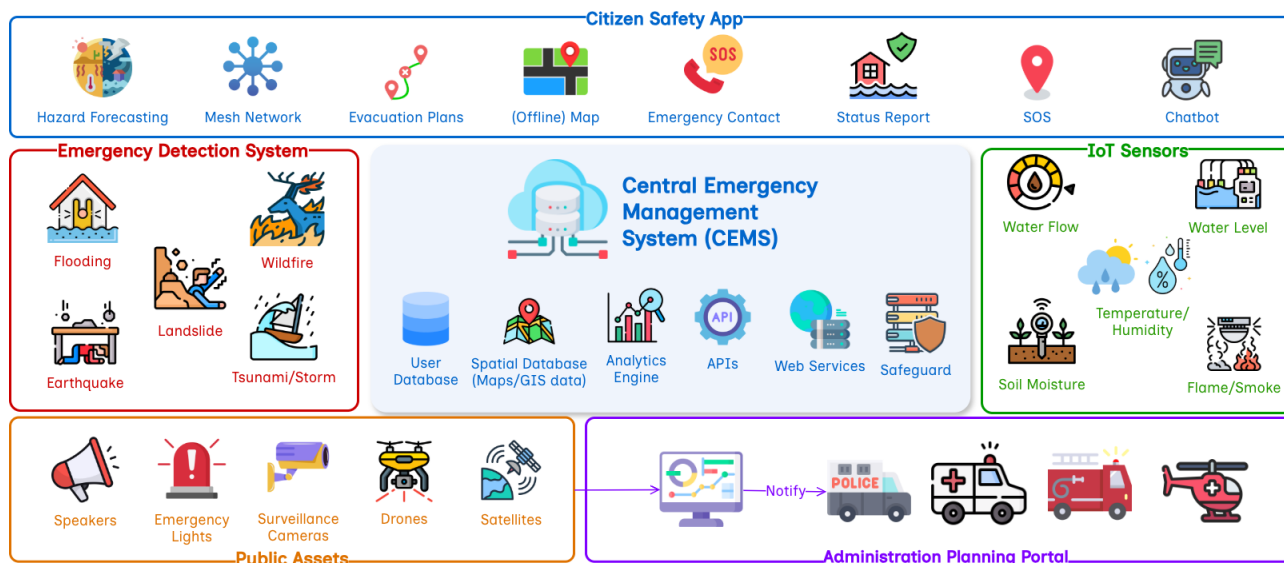 Citizen Safety App
SOS
Hazard Forecasting
Mesh Network
Evacuation Plans
(Offline) Map
Emergency Contact
Status Report
SOS
Chatbot
Emergency Detection System
Flooding
Wildfire
Landslide
Earthquake
Tsunami/Storm
Central Emergency
Management
System (CEMS)
API
User
Database
Spatial Database
(Maps/GIS data)
Analytics
Engine
APIs
Web Services
Safeguard
IoT Sensors
Water Flow
Water Level
%
Temperature/
Humidity
Soil Moisture
Flame/Smoke
Speakers
Emergency
Lights
Surveillance
Cameras
Drones
Satellites
Public Assets
Notify
POLICE
Administration Planning Portal